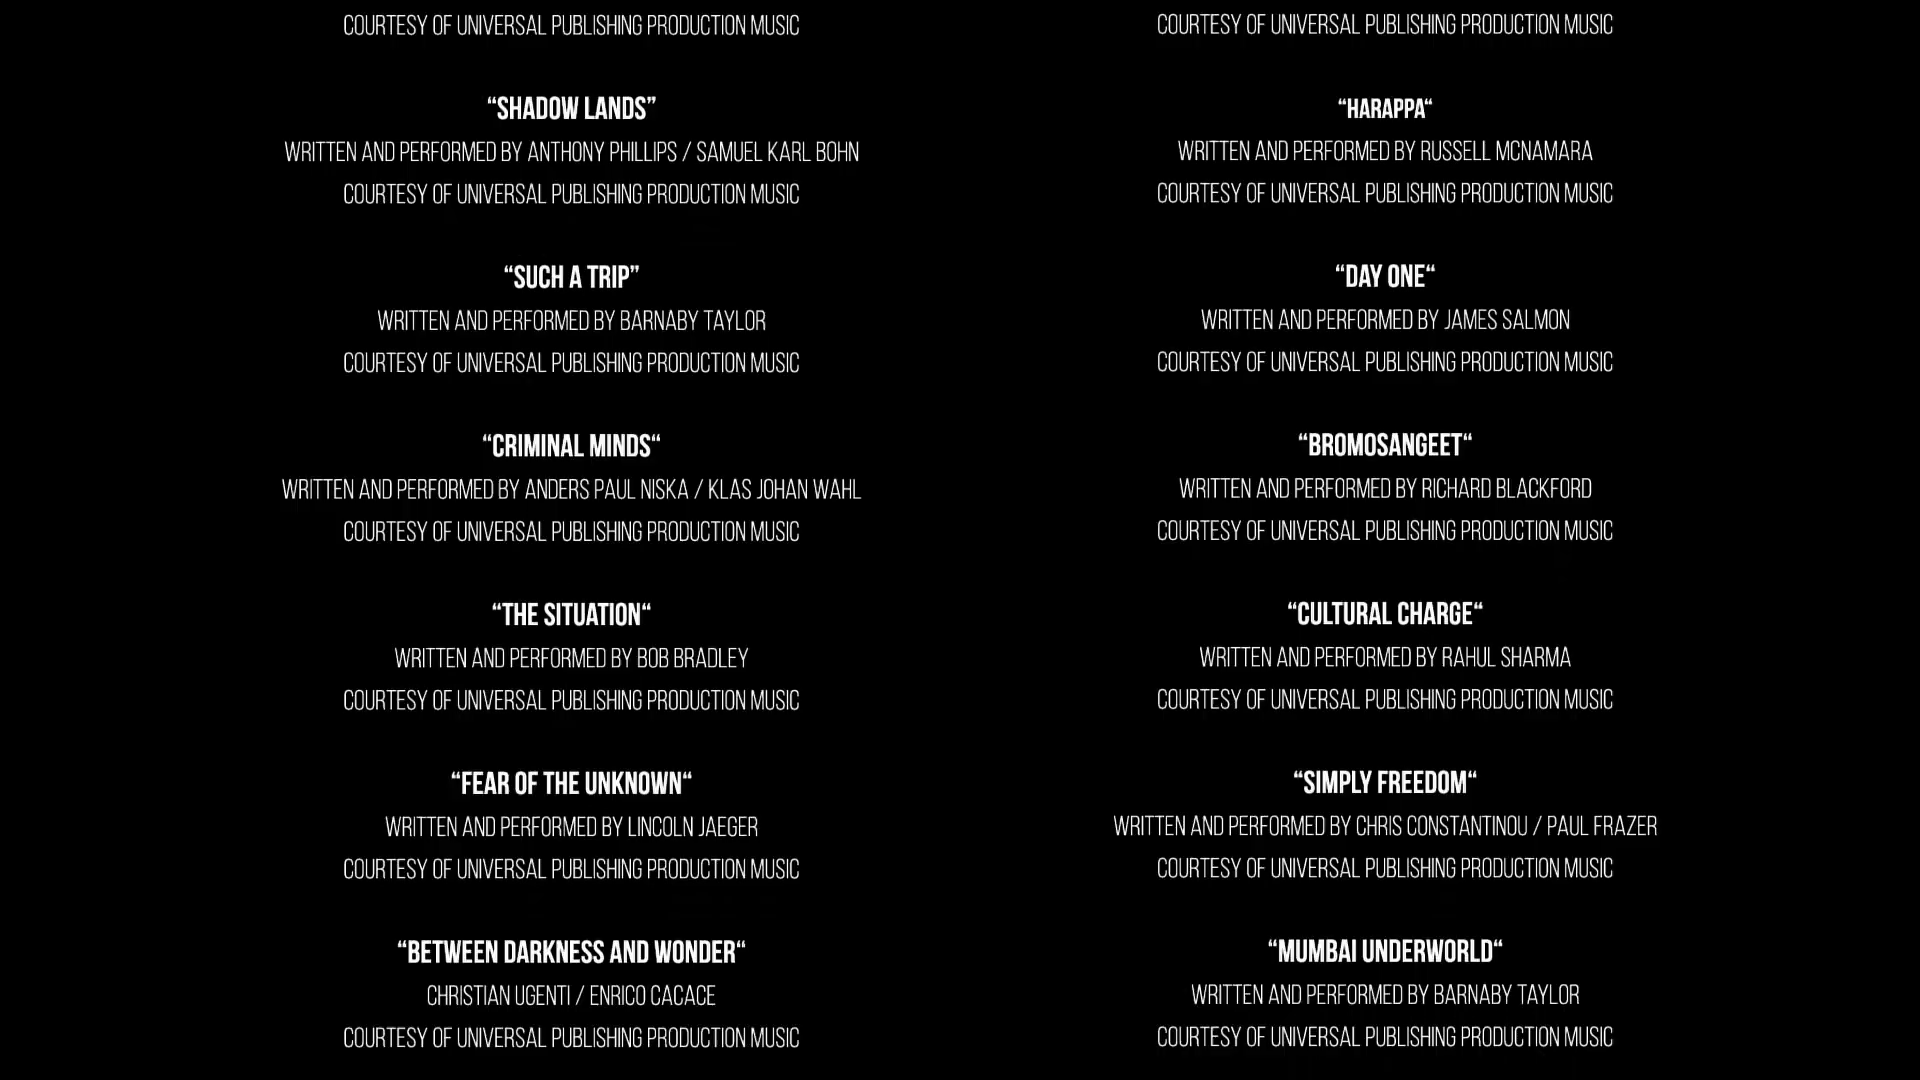 COURTESY OF UNIVERSAL PUBLISHING PRODUCTION MUSIC
“SHADOW LANDS”
WRITTEN AND PERFORMED BY ANTHONY PHILLIPS / SAMUEL KARL BOHN
COURTESY OF UNIVERSAL PUBLISHING PRODUCTION MUSIC
“SUCH A TRIP”
WRITTEN AND PERFORMED BY BARNABY TAYLOR
COURTESY OF UNIVERSAL PUBLISHING PRODUCTION MUSIC
“CRIMINAL MINDS“
WRITTEN AND PERFORMED BY ANDERS PAUL NISKA / KLAS JOHAN WAHL
COURTESY OF UNIVERSAL PUBLISHING PRODUCTION MUSIC
“THE SITUATION“
WRITTEN AND PERFORMED BY BOB BRADLEY
COURTESY OF UNIVERSAL PUBLISHING PRODUCTION MUSIC
“FEAR OF THE UNKNOWN“
WRITTEN AND PERFORMED BY LINCOLN JAEGER
COURTESY OF UNIVERSAL PUBLISHING PRODUCTION MUSIC
“BETWEEN DARKNESS AND WONDER“
CHRISTIAN UGENTI / ENRICO CACACE
COURTESY OF UNIVERSAL PUBLISHING PRODUCTION MUSIC
COURTESY OF UNIVERSAL PUBLISHING PRODUCTION MUSIC
“HARAPPA“
WRITTEN AND PERFORMED BY RUSSELL MCNAMARA
COURTESY OF UNIVERSAL PUBLISHING PRODUCTION MUSIC
“DAY ONE“
WRITTEN AND PERFORMED BY JAMES SALMON
COURTESY OF UNIVERSAL PUBLISHING PRODUCTION MUSIC
“BROMOSANGEET“
WRITTEN AND PERFORMED BY RICHARD BLACKFORD
COURTESY OF UNIVERSAL PUBLISHING PRODUCTION MUSIC
“CULTURAL CHARGE“
WRITTEN AND PERFORMED BY RAHUL SHARMA
COURTESY OF UNIVERSAL PUBLISHING PRODUCTION MUSIC
“SIMPLY FREEDOM“
WRITTEN AND PERFORMED BY CHRIS CONSTANTINOU / PAUL FRAZER
COURTESY OF UNIVERSAL PUBLISHING PRODUCTION MUSIC
“MUMBAI UNDERWORLD“
WRITTEN AND PERFORMED BY BARNABY TAYLOR
COURTESY OF UNIVERSAL PUBLISHING PRODUCTION MUSIC